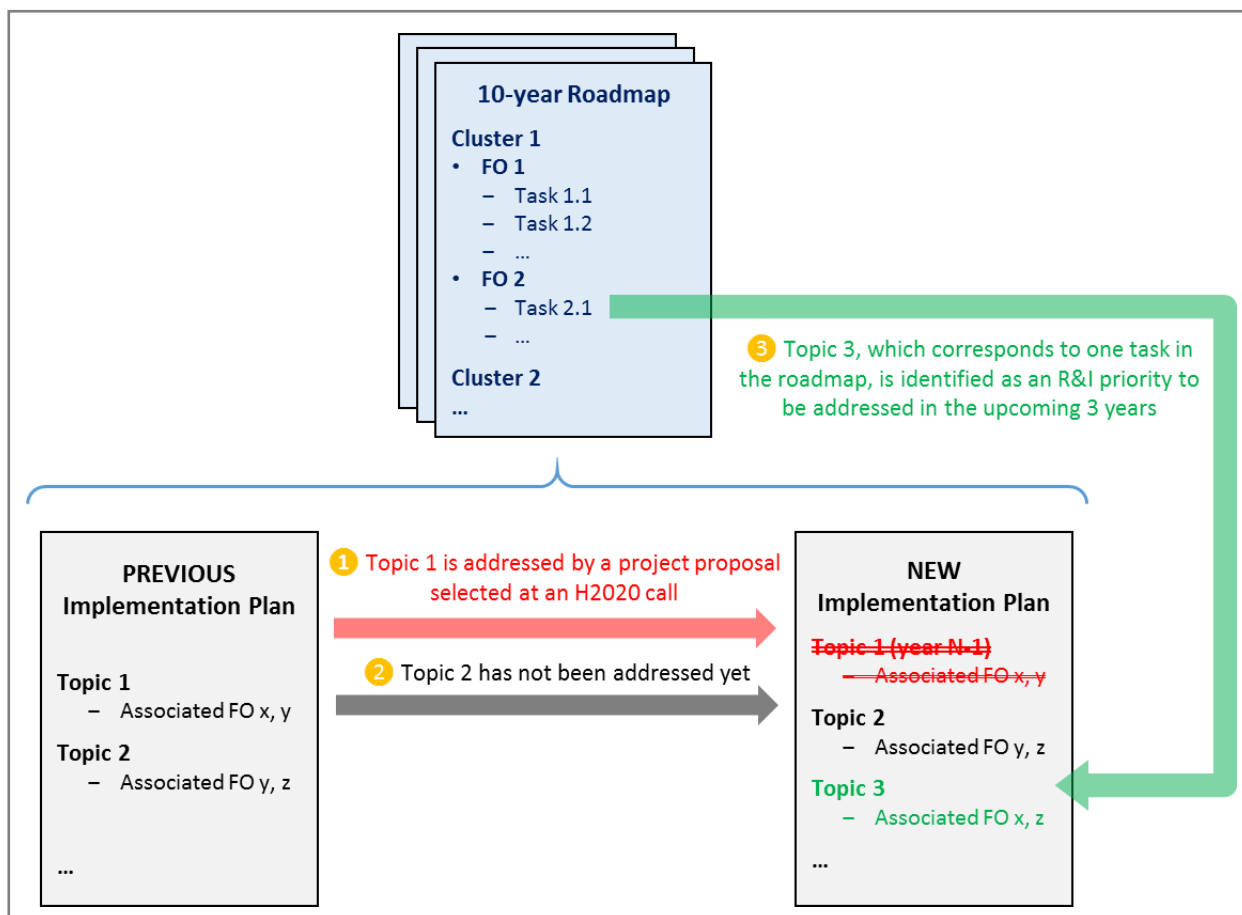 10-year Roadmap
Cluster 1
• FO 1
– Task 1.1
– Task 1.2
– ...
• FO 2
– Task 2.1
– ...
Cluster 2
...
3 Topic 3, which corresponds to one task in
the roadmap, is identified as an R&I priority to
be addressed in the upcoming 3 years
PREVIOUS
Implementation Plan
Topic 1
– Associated FO x, y
Topic 2
– Associated FO y, z
...
1 Topic 1 is addressed by a project proposal
selected at an H2020 call
2 Topic 2 has not been addressed yet
NEW
Implementation Plan
Topic 1 (year N-1)
– Associated FO x, y
Topic 2
– Associated FO y, z
Topic 3
– Associated FO x, z
...